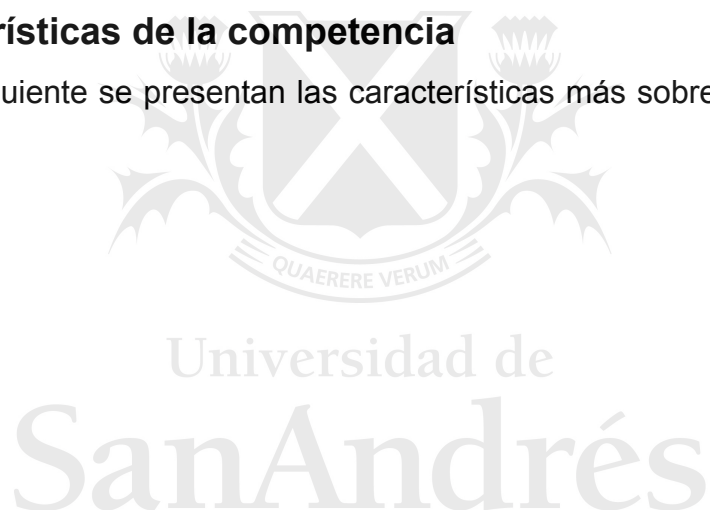 rísticas de la competencia
uiente se presentan las características más sobre
QUAERERE VERUM
Universidad de
SanAndrés